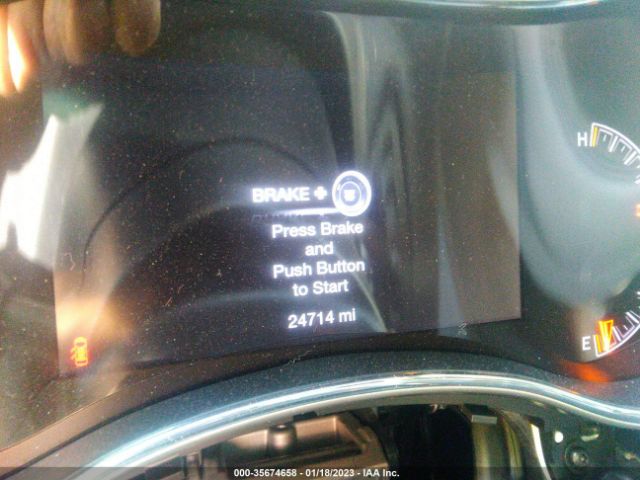 H
BRAKE +
Press Brake
and
Push Button
to Start
24714 mi
E
000-35674658 - 01/18/2023 - IAA Inc.